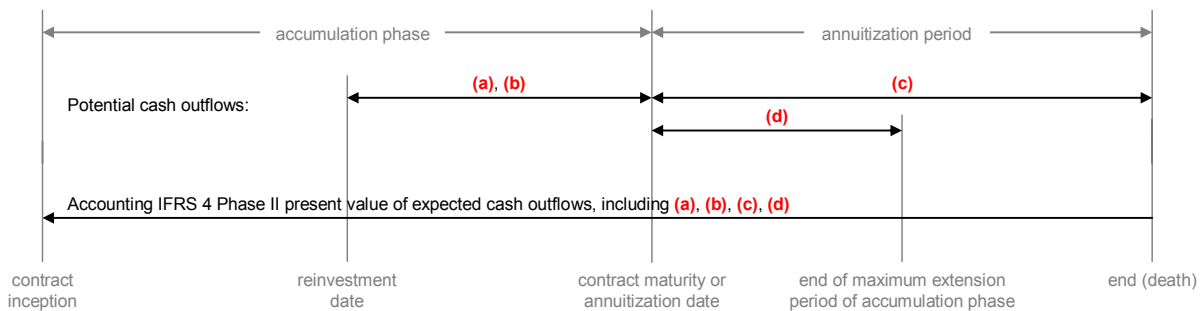 accumulation phase
annuitization period
(a), (b)
(c)
Potential cash outflows:
(d)
Accounting IFRS 4 Phase II present value of expected cash outflows, including (a), (b), (c), (d)
contract
inception
reinvestment
date
contract maturity or
annuitization date
end of maximum extension
period of accumulation phase
end (death)